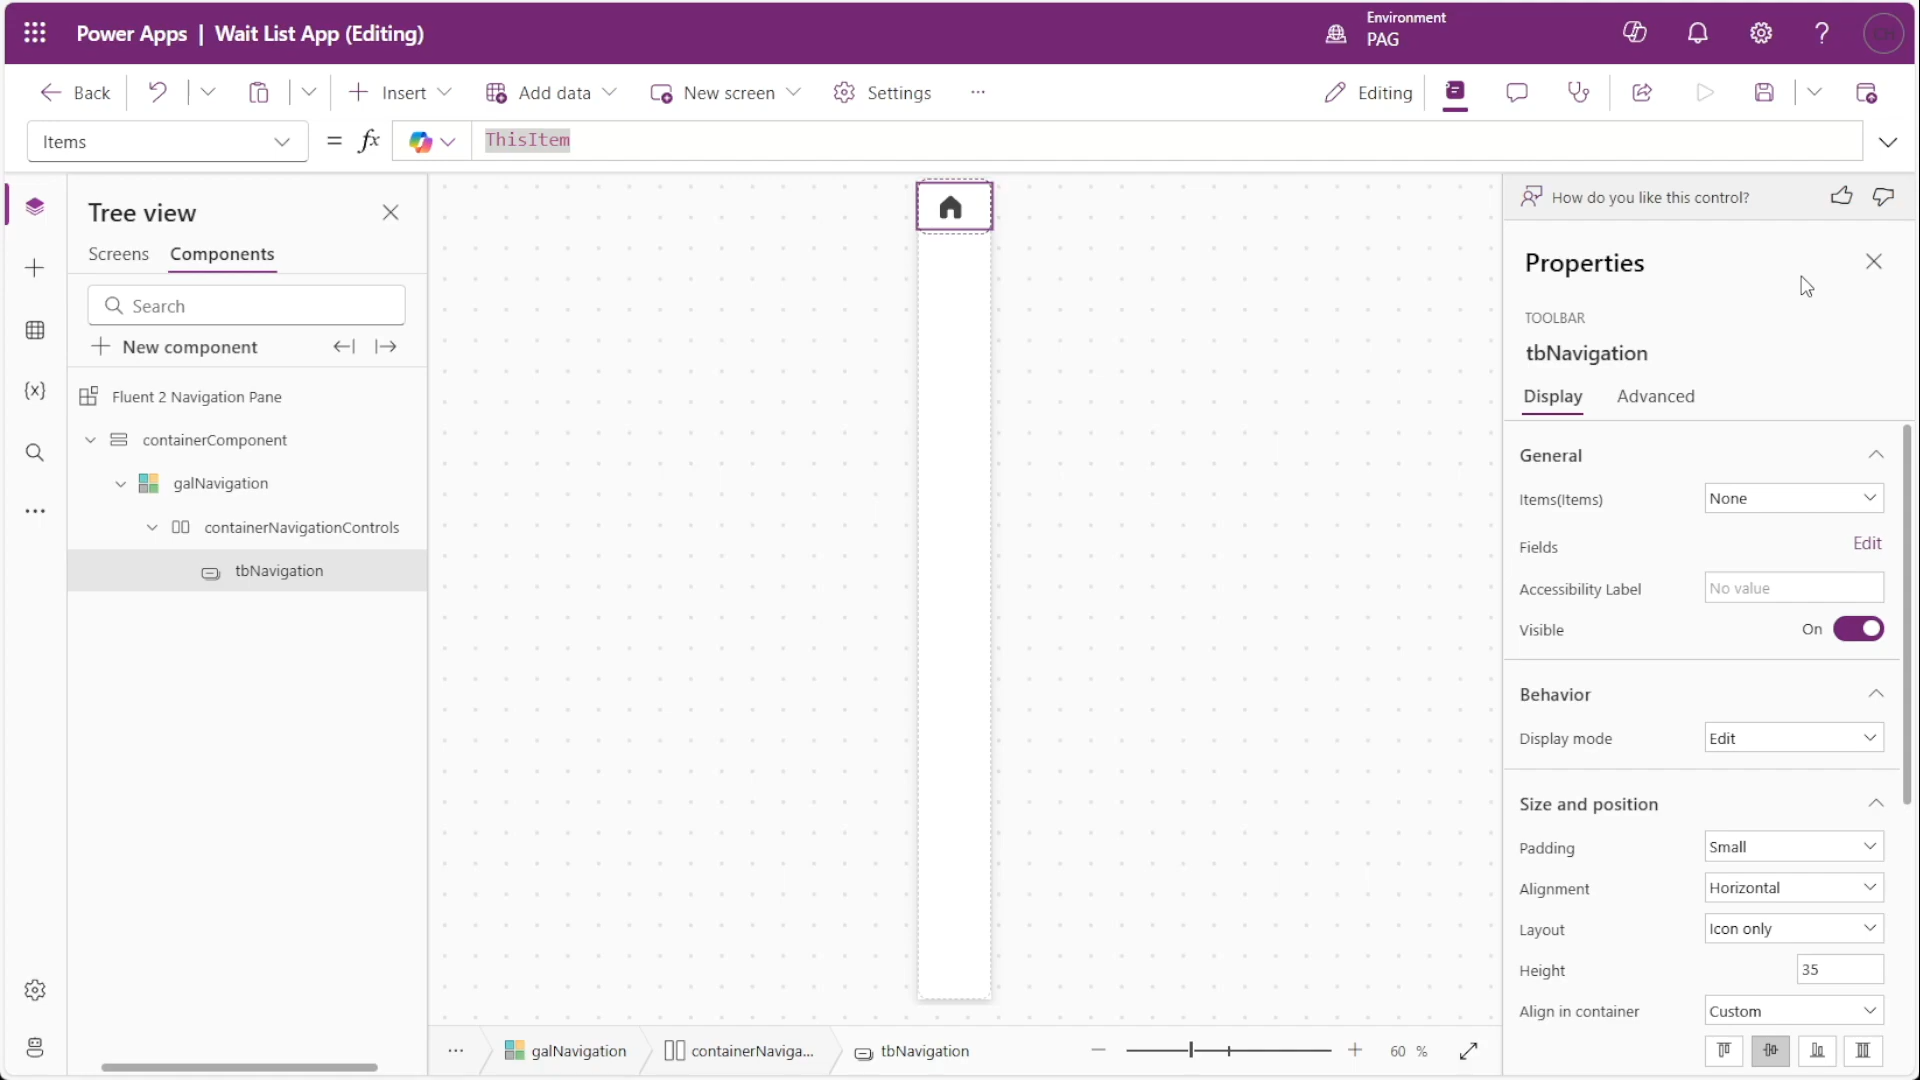 Power Apps | Wait List App (Editing)
Environment
PAG
Back
Insert
Add data
New screen
Settings
Editing
Items
= fx
ThisItem
Tree view
Screens
Components
Search
New component
Fluent 2 Navigation Pane
containerComponent
galNavigation
containerNavigationControls
tbNavigation
How do you like this control?
Properties
TOOLBAR
tbNavigation
Display
Advanced
General
Items(Items)
None
Fields
Edit
Accessibility Label
No value
Visible
On
Behavior
Display mode
Edit
Size and position
Padding
Small
Alignment
Horizontal
Layout
Icon only
Height
35
Align in container
Custom
galNavigation
containerNaviga...
tbNavigation
60 %